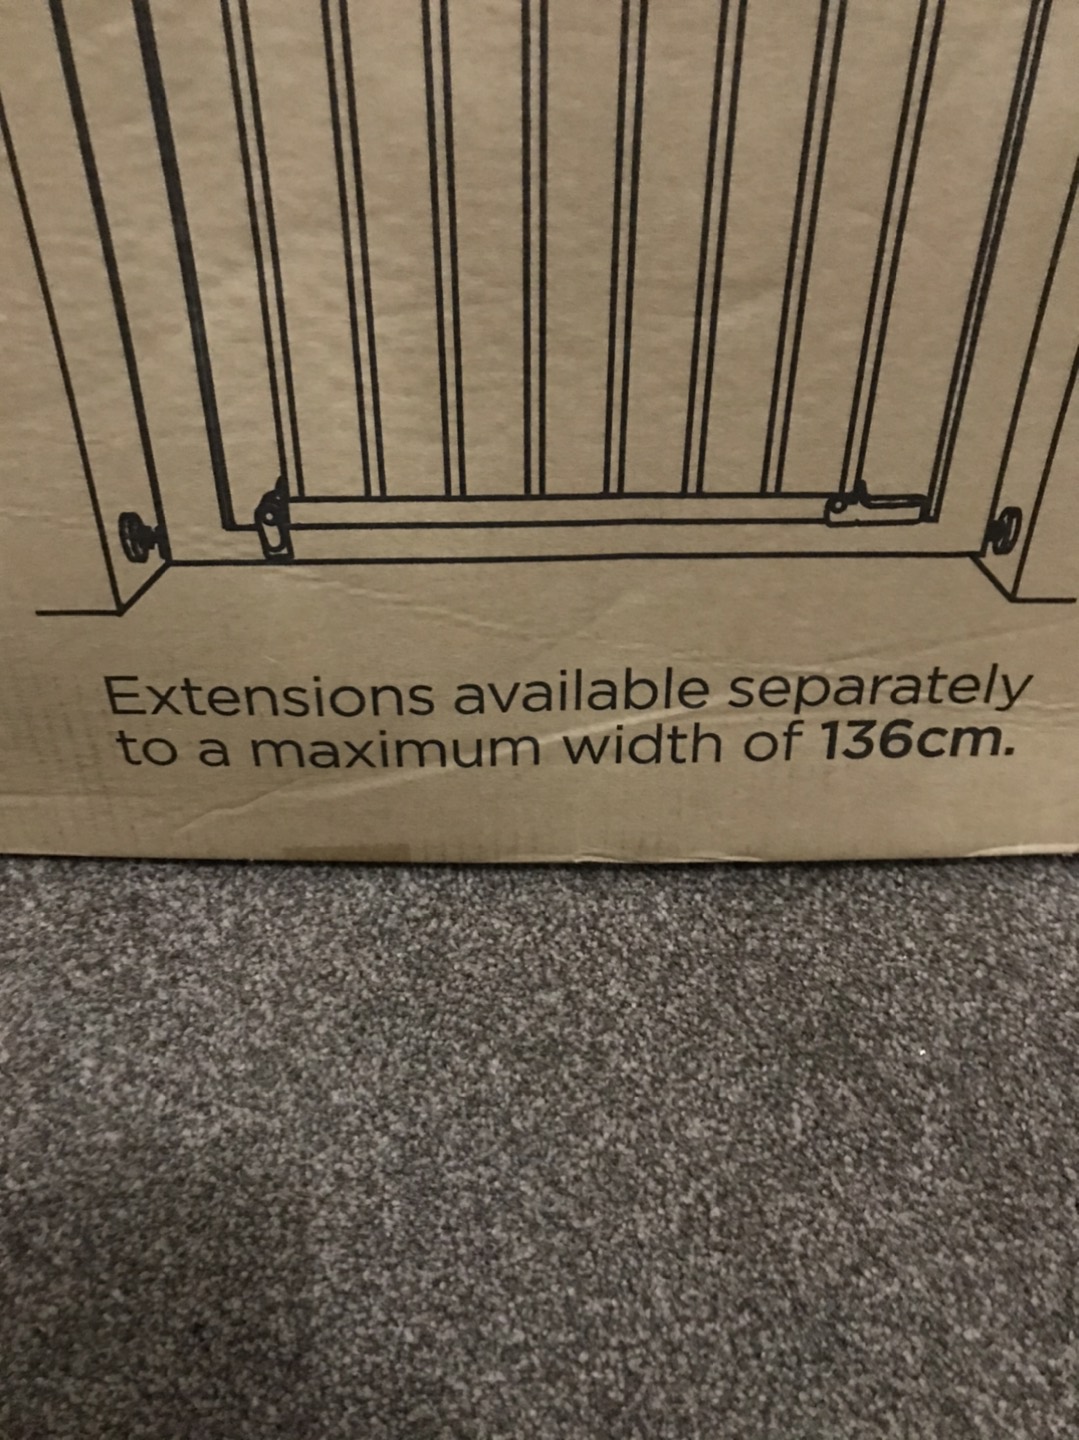 Extensions available separately
to a maximum width of 136cm.